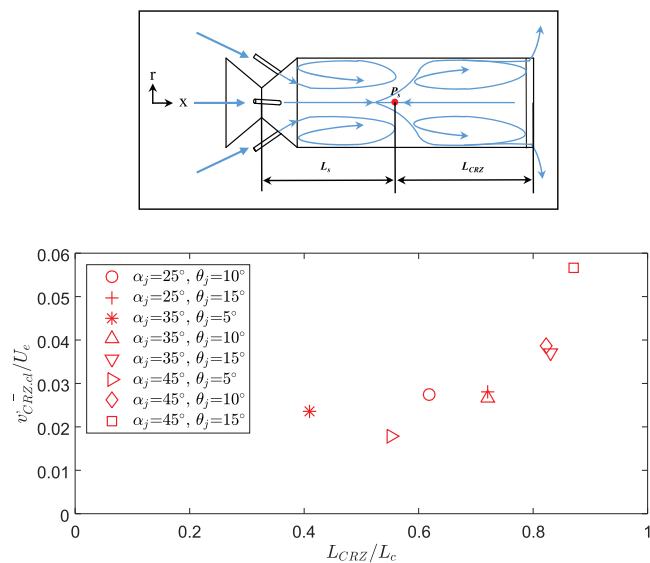 r
x
P_s
L_s
L_CRZ
0.06
0.05
0.04
0.03
0.02
0.01
0
α_j=25°, θ_j=10°
α_j=25°, θ_j=15°
α_j=35°, θ_j=5°
α_j=35°, θ_j=10°
α_j=35°, θ_j=15°
α_j=45°, θ_j=5°
α_j=45°, θ_j=10°
α_j=45°, θ_j=15°
v'¯_CRZ,cl/U_e
0 0.2 0.4 0.6 0.8 1
L_CRZ/L_c